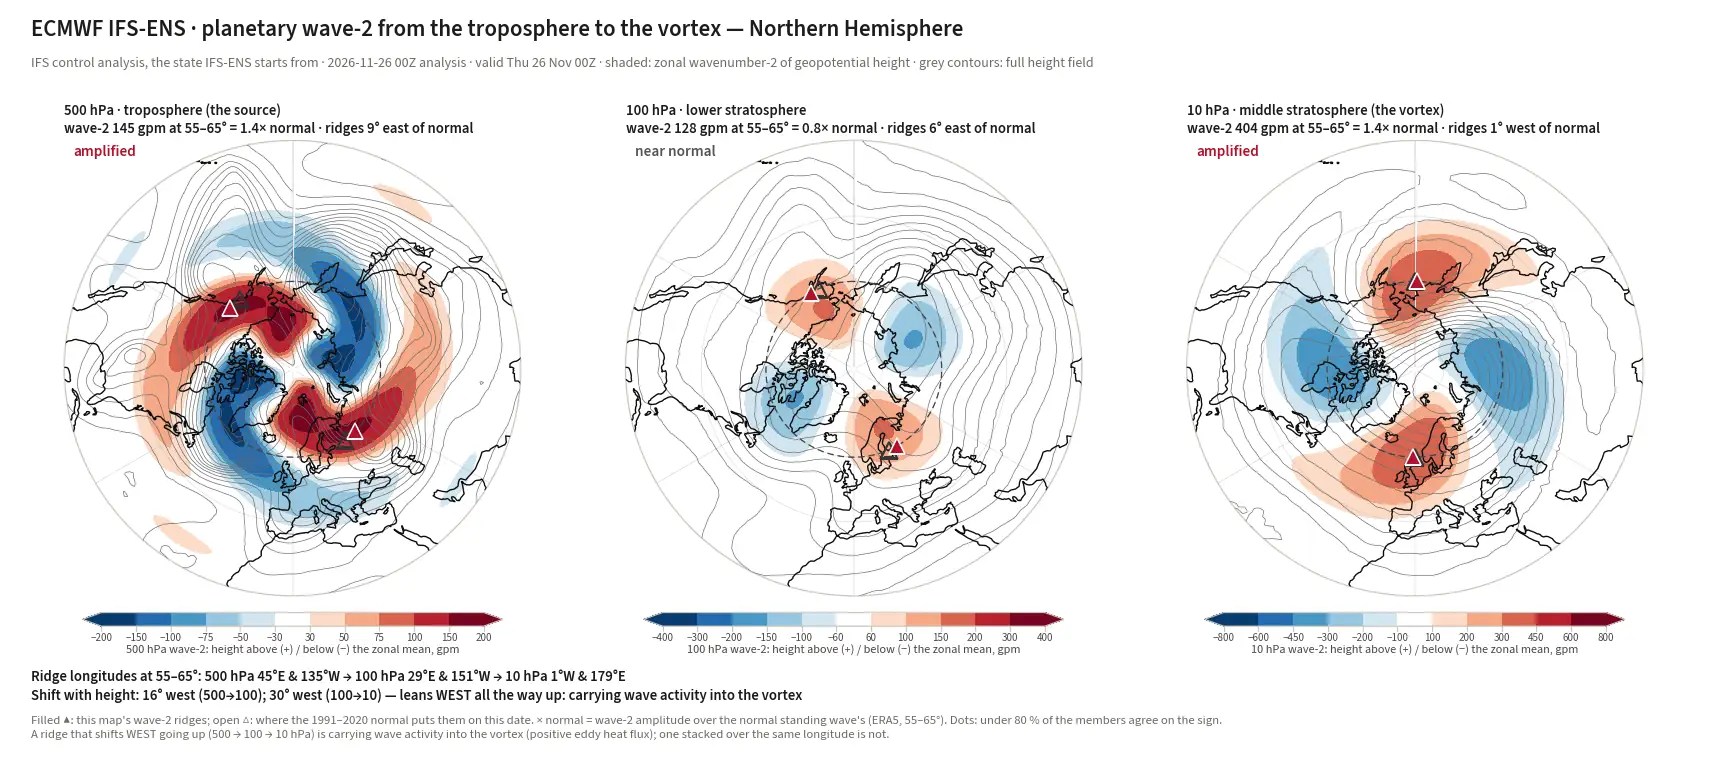 ECMWF IFS-ENS · planetary wave-2 from the troposphere to the vortex — Northern Hemisphere
IFS control analysis, the state IFS-ENS starts from · 2026-11-26 00Z analysis · valid Thu 26 Nov 00Z · shaded: zonal wavenumber-2 of geopotential height · grey contours: full height field
500 hPa · troposphere (the source)
wave-2 145 gpm at 55–65° = 1.4× normal · ridges 9° east of normal
amplified
100 hPa · lower stratosphere
wave-2 128 gpm at 55–65° = 0.8× normal · ridges 6° east of normal
near normal
10 hPa · middle stratosphere (the vortex)
wave-2 404 gpm at 55–65° = 1.4× normal · ridges 1° west of normal
amplified
−200 −150 −100 −75 −50 −30 30 50 75 100 150 200
500 hPa wave-2: height above (+) / below (−) the zonal mean, gpm
−400 −300 −200 −150 −100 −60 60 100 150 200 300 400
100 hPa wave-2: height above (+) / below (−) the zonal mean, gpm
−800 −600 −450 −300 −200 −100 100 200 300 450 600 800
10 hPa wave-2: height above (+) / below (−) the zonal mean, gpm
Ridge longitudes at 55–65°: 500 hPa 45°E & 135°W → 100 hPa 29°E & 151°W → 10 hPa 1°W & 179°E
Shift with height: 16° west (500→100); 30° west (100→10) — leans WEST all the way up: carrying wave activity into the vortex
Filled ▲: this map's wave-2 ridges; open △: where the 1991–2020 normal puts them on this date. × normal = wave-2 amplitude over the normal standing wave's (ERA5, 55–65°). Dots: under 80 % of the members agree on the sign.
A ridge that shifts WEST going up (500 → 100 → 10 hPa) is carrying wave activity into the vortex (positive eddy heat flux); one stacked over the same longitude is not.